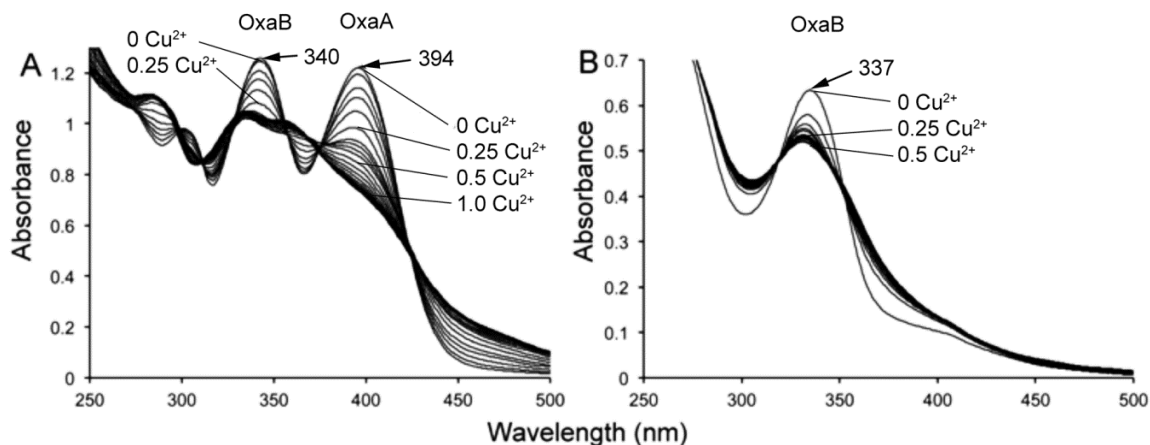 OxaB OxaA
A
0 Cu²⁺
0.25 Cu²⁺
340
394
0 Cu²⁺
0.25 Cu²⁺
0.5 Cu²⁺
1.0 Cu²⁺
1.2
1
0.8
0.6
0.4
0.2
0
Absorbance
250 300 350 400 450 500
OxaB
B
337
0 Cu²⁺
0.25 Cu²⁺
0.5 Cu²⁺
0.7
0.6
0.5
0.4
0.3
0.2
0.1
0
Absorbance
250 300 350 400 450 500
Wavelength (nm)